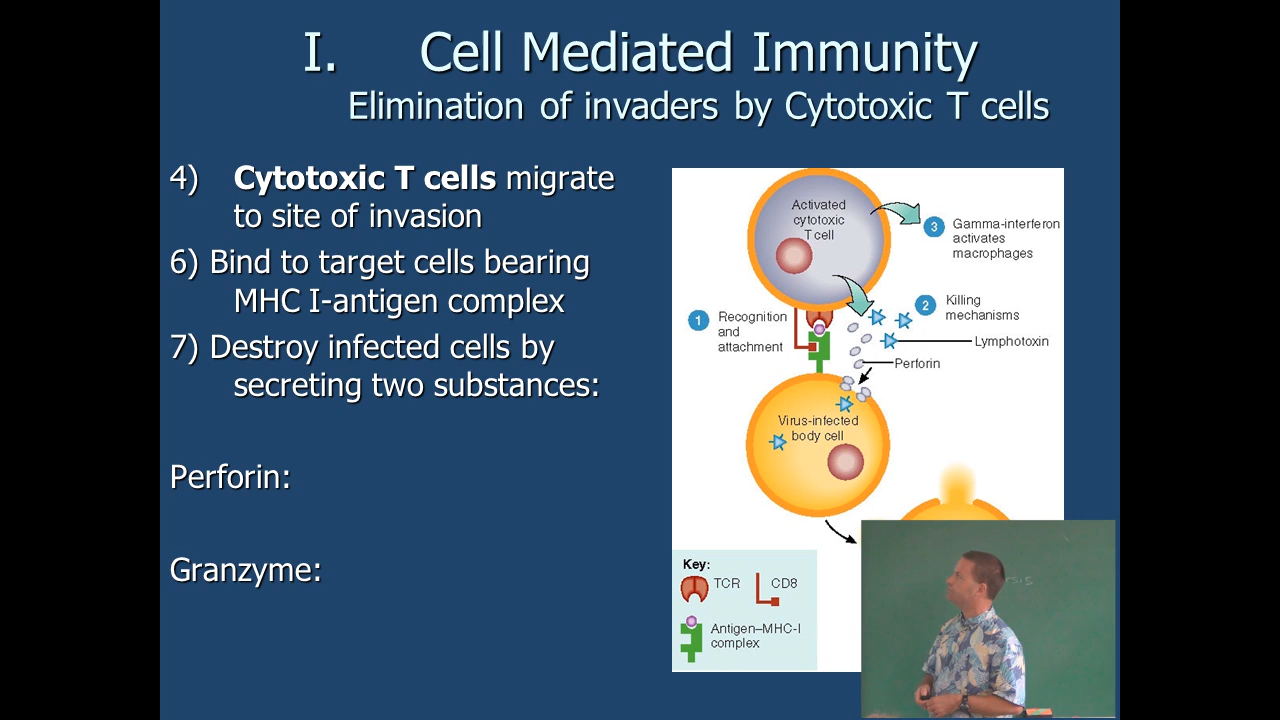 I. Cell Mediated Immunity
Elimination of invaders by Cytotoxic T cells
4) Cytotoxic T cells migrate
to site of invasion
6) Bind to target cells bearing
MHC I-antigen complex
7) Destroy infected cells by
secreting two substances:
Perforin:
Granzyme:
Activated
cytotoxic
T cell
3 Gamma-interferon
activates
macrophages
1 Recognition
and
attachment
2 Killing
mechanisms
Lymphotoxin
Perforin
Virus-infected
body cell
Key:
TCR
CD8
Antigen–MHC-I
complex